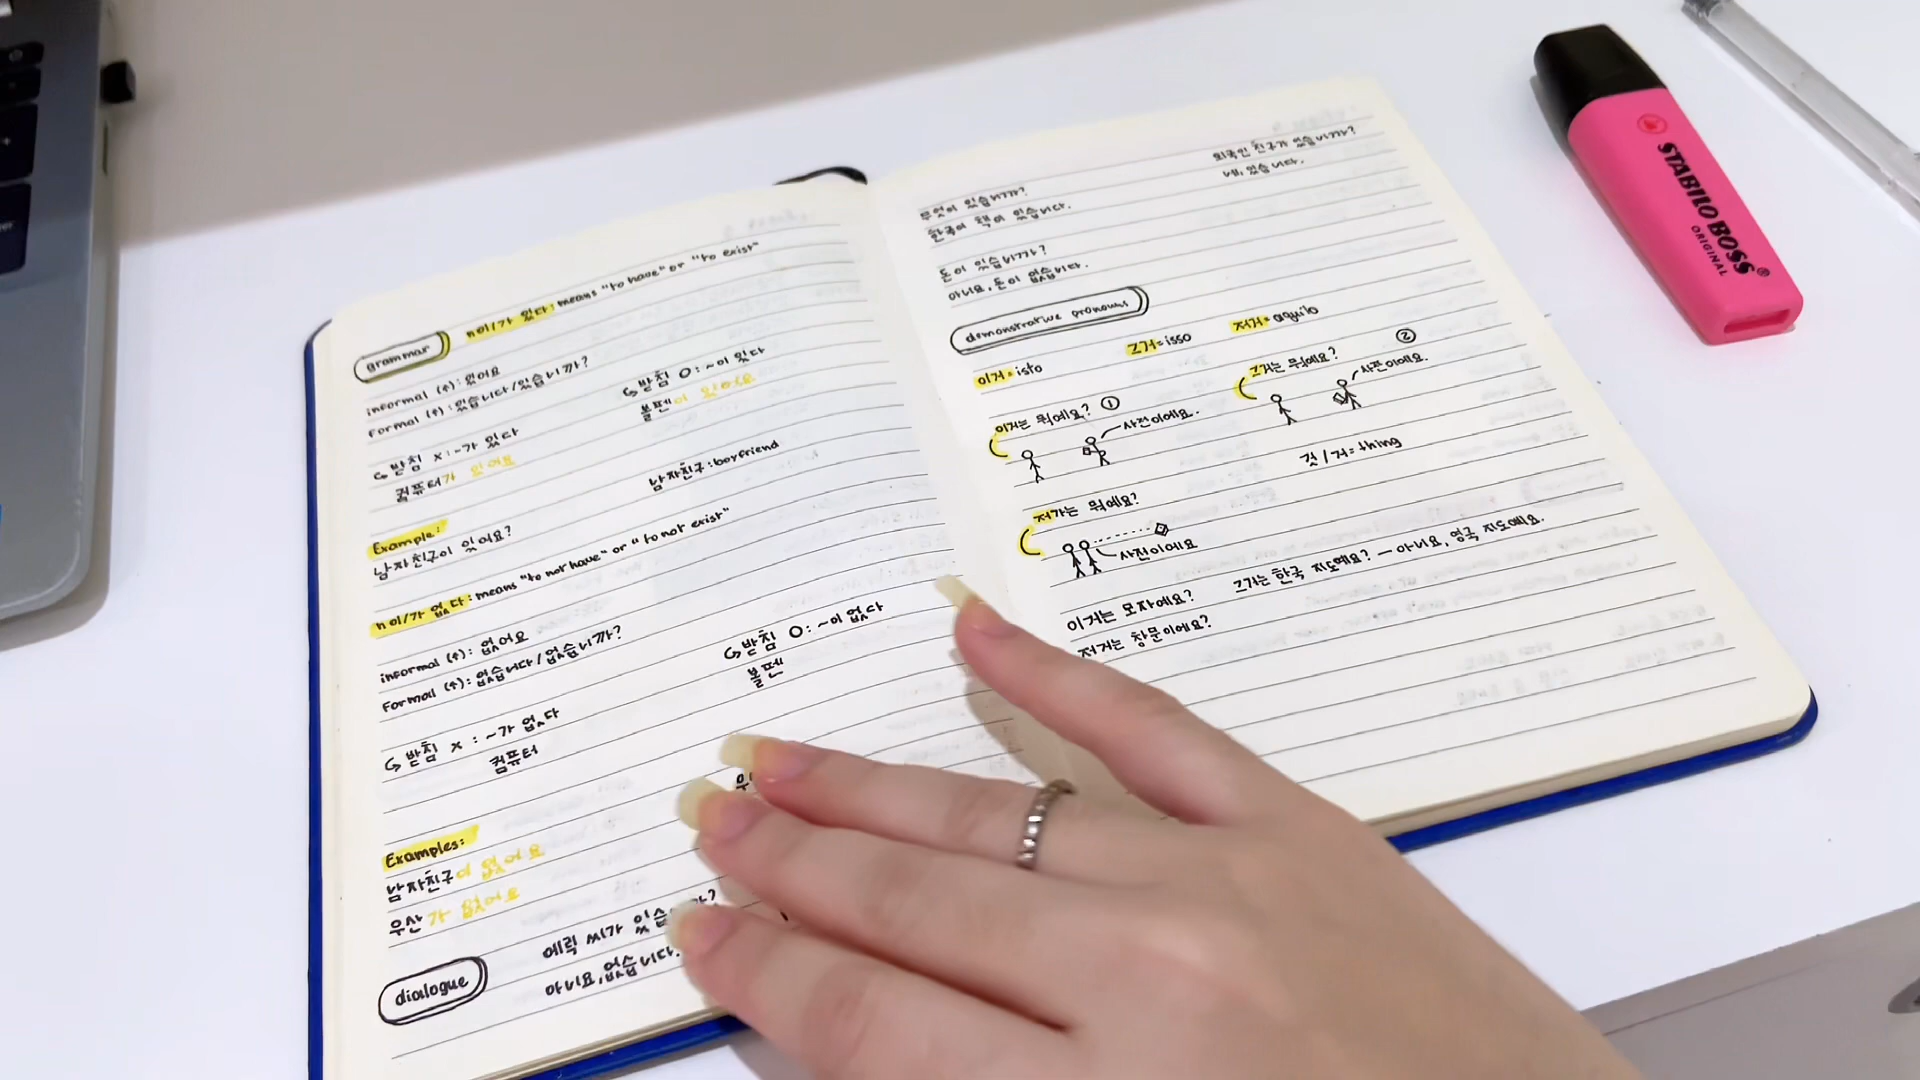 grammar
n이/가 있다: means "to have" or "to exist"
informal (↑): 있어요
formal (↑): 있습니다/있습니까?
↳ 받침 O: ~이 있다
볼펜이 있어요
↳ 받침 x: ~가 있다
컴퓨터가 있어요
남자친구: boyfriend
Example:
남자친구이 있어요?
n이/가 없다: means "to not have" or "to not exist"
informal (↑): 없어요
formal (↑): 없습니다/없습니까?
↳ 받침 O: ~이 없다
볼펜
↳ 받침 x: ~가 없다
컴퓨터
Examples:
남자친구이 없어요
우산가 없어요
dialogue
에릭 씨가
아니요, 없습니다.
외국인 친구가 있습니까?
네, 있습니다.
무엇이 있습니까?
한국어 책이 있습니다.
돈이 있습니까?
아니요, 돈이 없습니다.
demonstrative pronouns
이거=isto
그거=isso
저거=aquilo
이거는 뭐예요? ①
사전이에요.
②
그거는 뭐예요?
사전이에요.
저거는 뭐예요?
사전이에요
것/거=thing
이거는 모자예요?
그거는 한국 지도예요? — 아니요, 영국 지도예요.
저거는 창문이에요?
STABILO BOSS®
ORIGINAL